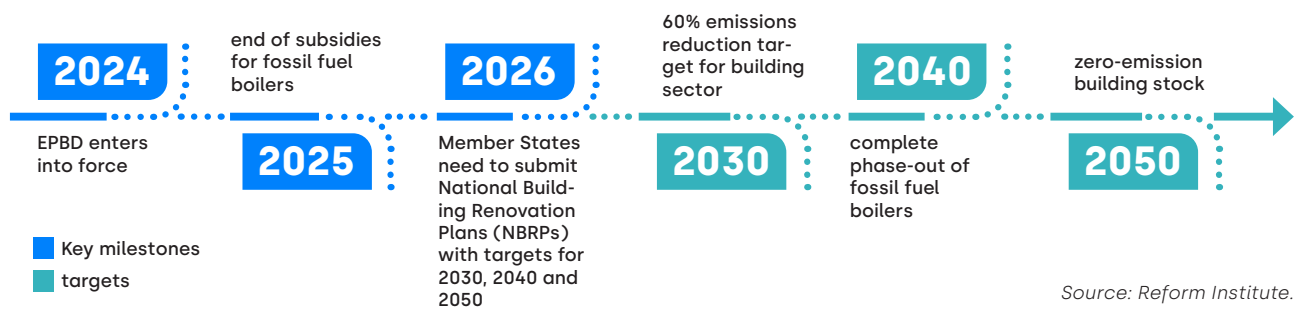 2024
EPBD enters
into force
end of subsidies
for fossil fuel
boilers
2025
2026
Member States
need to submit
National Build-
ing Renovation
Plans (NBRPs)
with targets for
2030, 2040 and
2050
60% emissions
reduction tar-
get for building
sector
2030
2040
complete
phase-out of
fossil fuel
boilers
zero-emission
building stock
2050
Key milestones
targets
Source: Reform Institute.